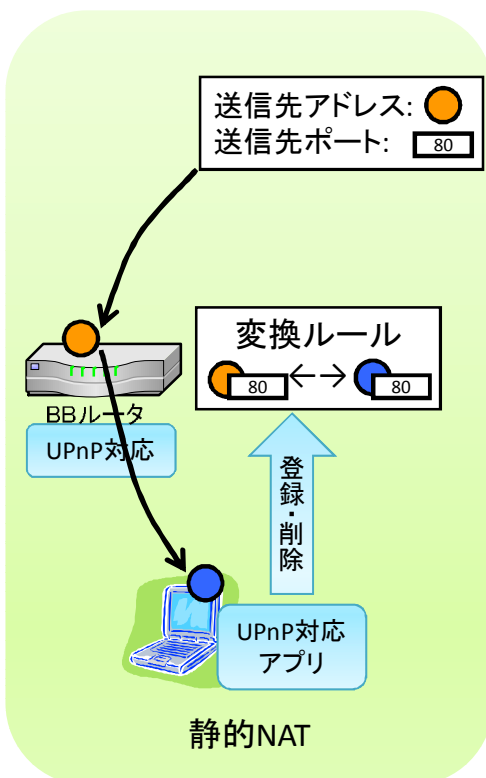 送信先アドレス:
送信先ポート: 80
変換ルール
80 ←→ 80
BBルータ
UPnP対応
登録・削除
UPnP対応
アプリ
静的NAT